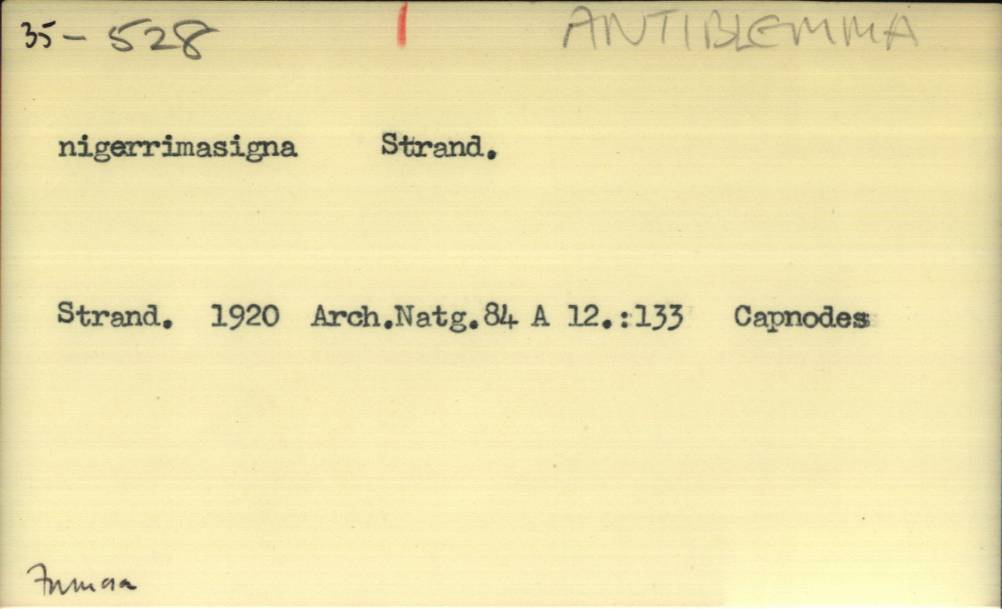 35-528 ANTIBLEMMA
nigerrimasigna Strand.
Strand. 1920 Arch.Natg.84 A 12.:133 Capnodes